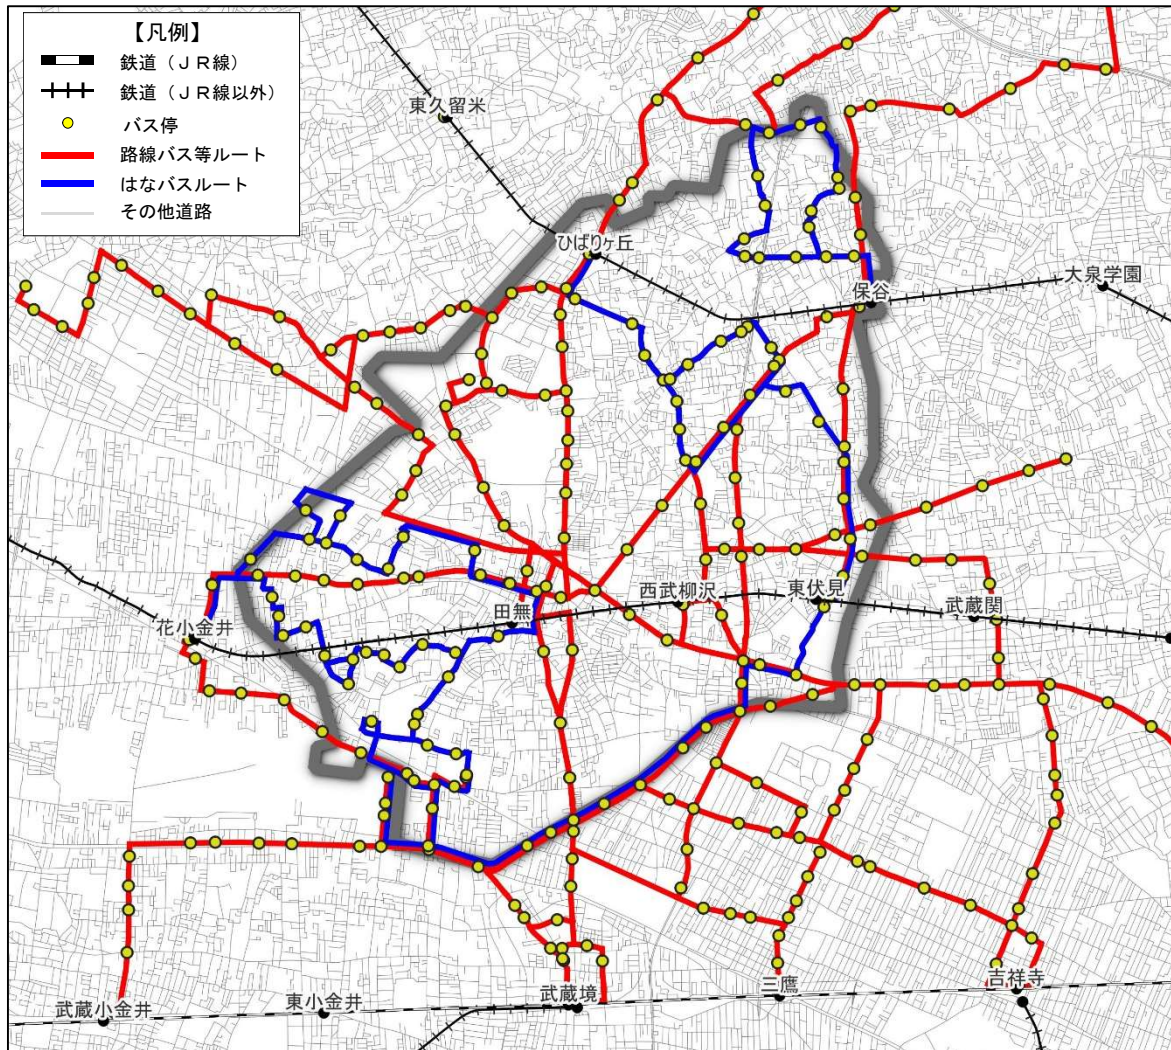 【凡例】
鉄道（ＪＲ線）
鉄道（ＪＲ線以外）
バス停
路線バス等ルート
はなバスルート
その他道路
東久留米
ひばりヶ丘
大泉学園
保谷
西武柳沢
東伏見
武蔵関
田無
花小金井
三鷹
吉祥寺
武蔵境
東小金井
武蔵小金井